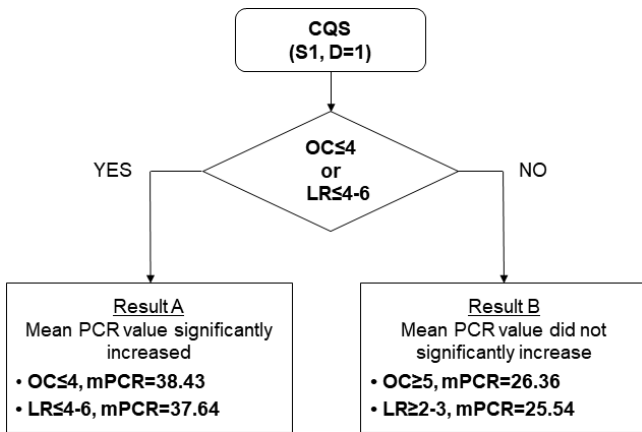 CQS
(S1, D=1)
YES
OC≤4
or
LR≤4-6
NO
Result A
Mean PCR value significantly
increased
• OC≤4, mPCR=38.43
• LR≤4-6, mPCR=37.64
Result B
Mean PCR value did not
significantly increase
• OC≥5, mPCR=26.36
• LR≥2-3, mPCR=25.54